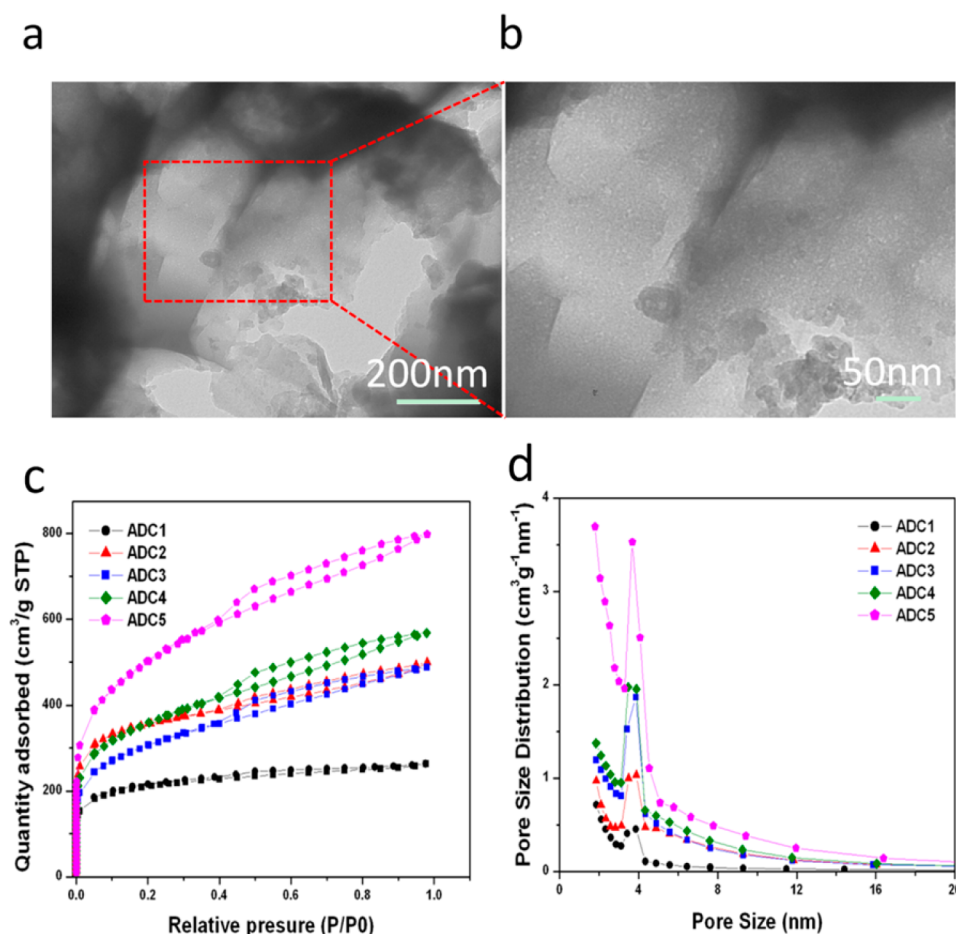 a
b
200nm
50nm
c
d
Quantity adsorbed (cm³/g STP)
800
600
400
200
0
ADC1
ADC2
ADC3
ADC4
ADC5
0.0 0.2 0.4 0.6 0.8 1.0
Relative presure (P/P0)
Pore Size Distribution (cm³g⁻¹nm⁻¹)
4
3
2
1
0
ADC1
ADC2
ADC3
ADC4
ADC5
0 4 8 12 16 20
Pore Size (nm)